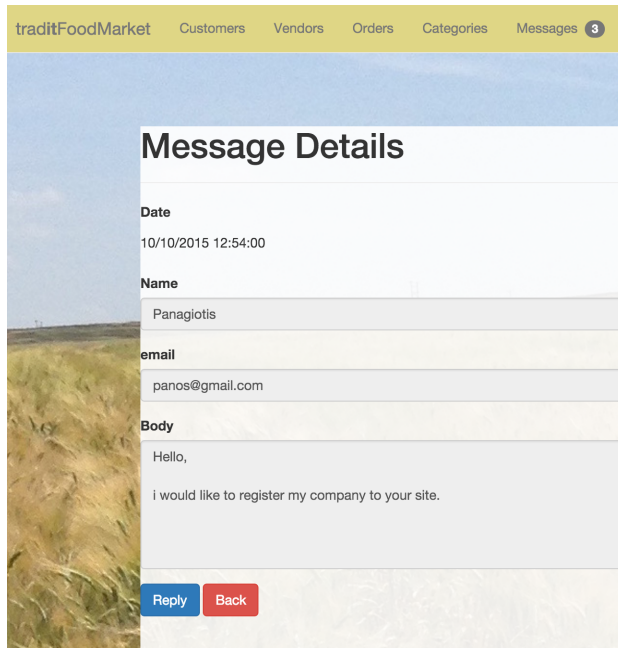 traditFoodMarket Customers Vendors Orders Categories Messages 3
Message Details
Date
10/10/2015 12:54:00
Name
Panagiotis
email
panos@gmail.com
Body
Hello,
i would like to register my company to your site.
Reply Back